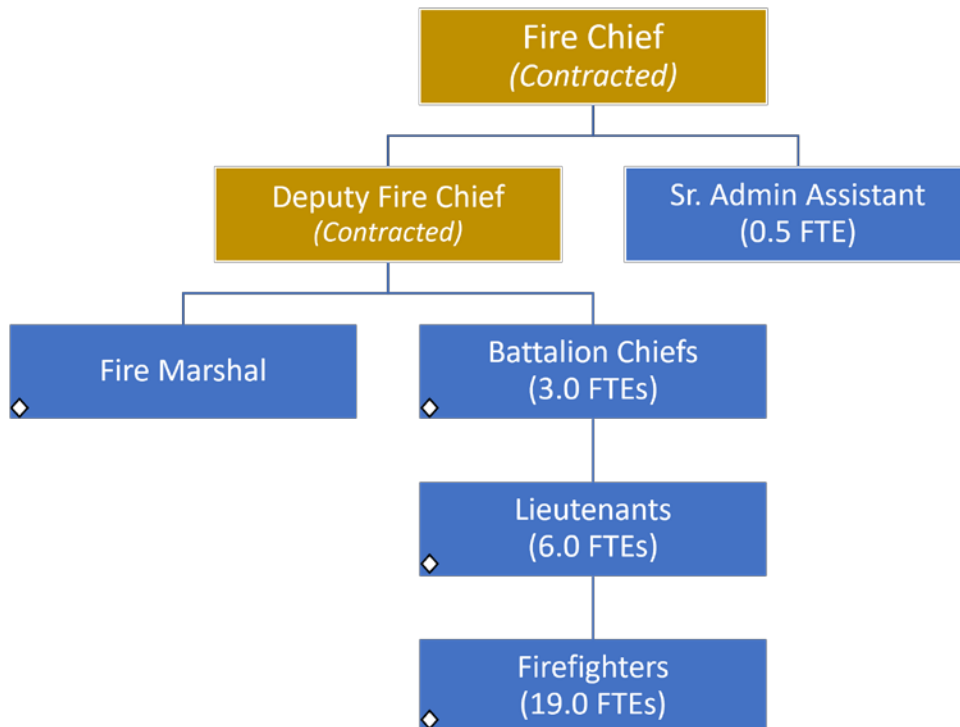 Fire Chief
(Contracted)
Deputy Fire Chief
(Contracted)
Sr. Admin Assistant
(0.5 FTE)
Fire Marshal
Battalion Chiefs
(3.0 FTEs)
Lieutenants
(6.0 FTEs)
Firefighters
(19.0 FTEs)